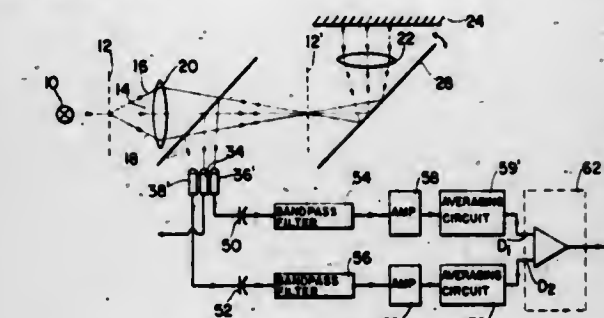 24
12
12'
16
20
22
10
14
28
18
34
38'
36'
54
58
59'
62
BANDPASS FILTER
AMP
AVERAGING CIRCUIT
50
D1
56
BANDPASS FILTER
AMP
AVERAGING CIRCUIT
D2
52